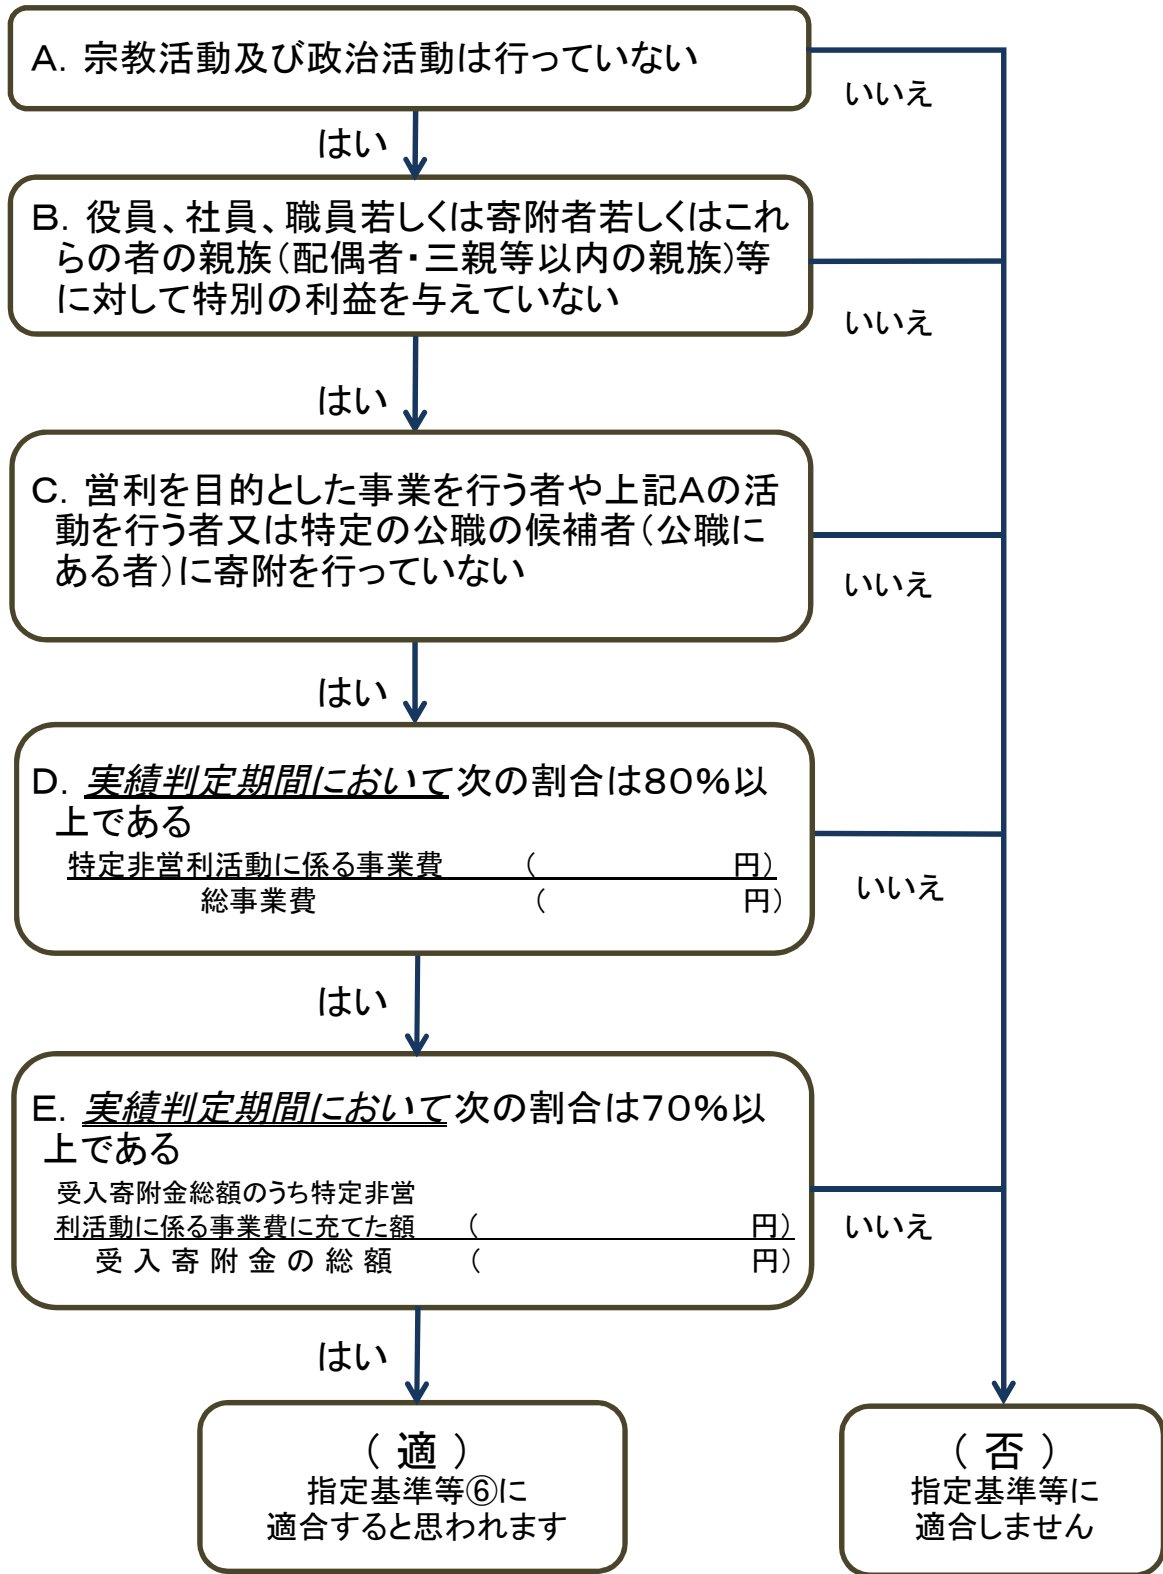 A．宗教活動及び政治活動は行っていない
いいえ
はい
B．役員、社員、職員若しくは寄附者若しくはこれ
らの者の親族（配偶者・三親等以内の親族）等
に対して特別の利益を与えていない
いいえ
はい
C．営利を目的とした事業を行う者や上記Aの活
動を行う者又は特定の公職の候補者（公職に
ある者）に寄附を行っていない
いいえ
はい
D．実績判定期間において次の割合は80％以
上である
特定非営利活動に係る事業費　（　　　　　　円）
総事業費　（　　　　　　円）
いいえ
はい
E．実績判定期間において次の割合は70％以
上である
受入寄附金総額のうち特定非営
利活動に係る事業費に充てた額　（　　　　　　円）
受入寄附金の総額　（　　　　　　円）
いいえ
はい
（ 適 ）
指定基準等⑥に
適合すると思われます
（ 否 ）
指定基準等に
適合しません